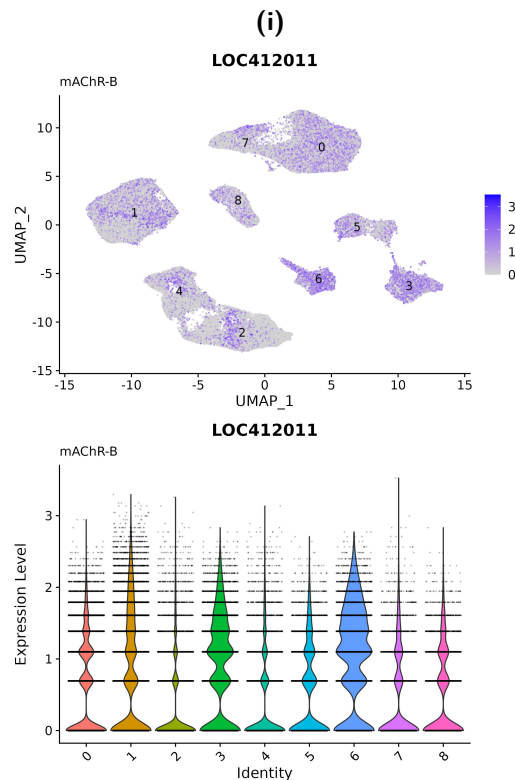 (i)
LOC412011
mAChR-B
10
5
0
-5
-10
-15
UMAP_2
7
0
1
8
5
6
3
4
2
3
2
1
0
-15 -10 -5 0 5 10 15
UMAP_1
LOC412011
mAChR-B
3
2
1
0
Expression Level
0 1 2 3 4 5 6 7 8
Identity